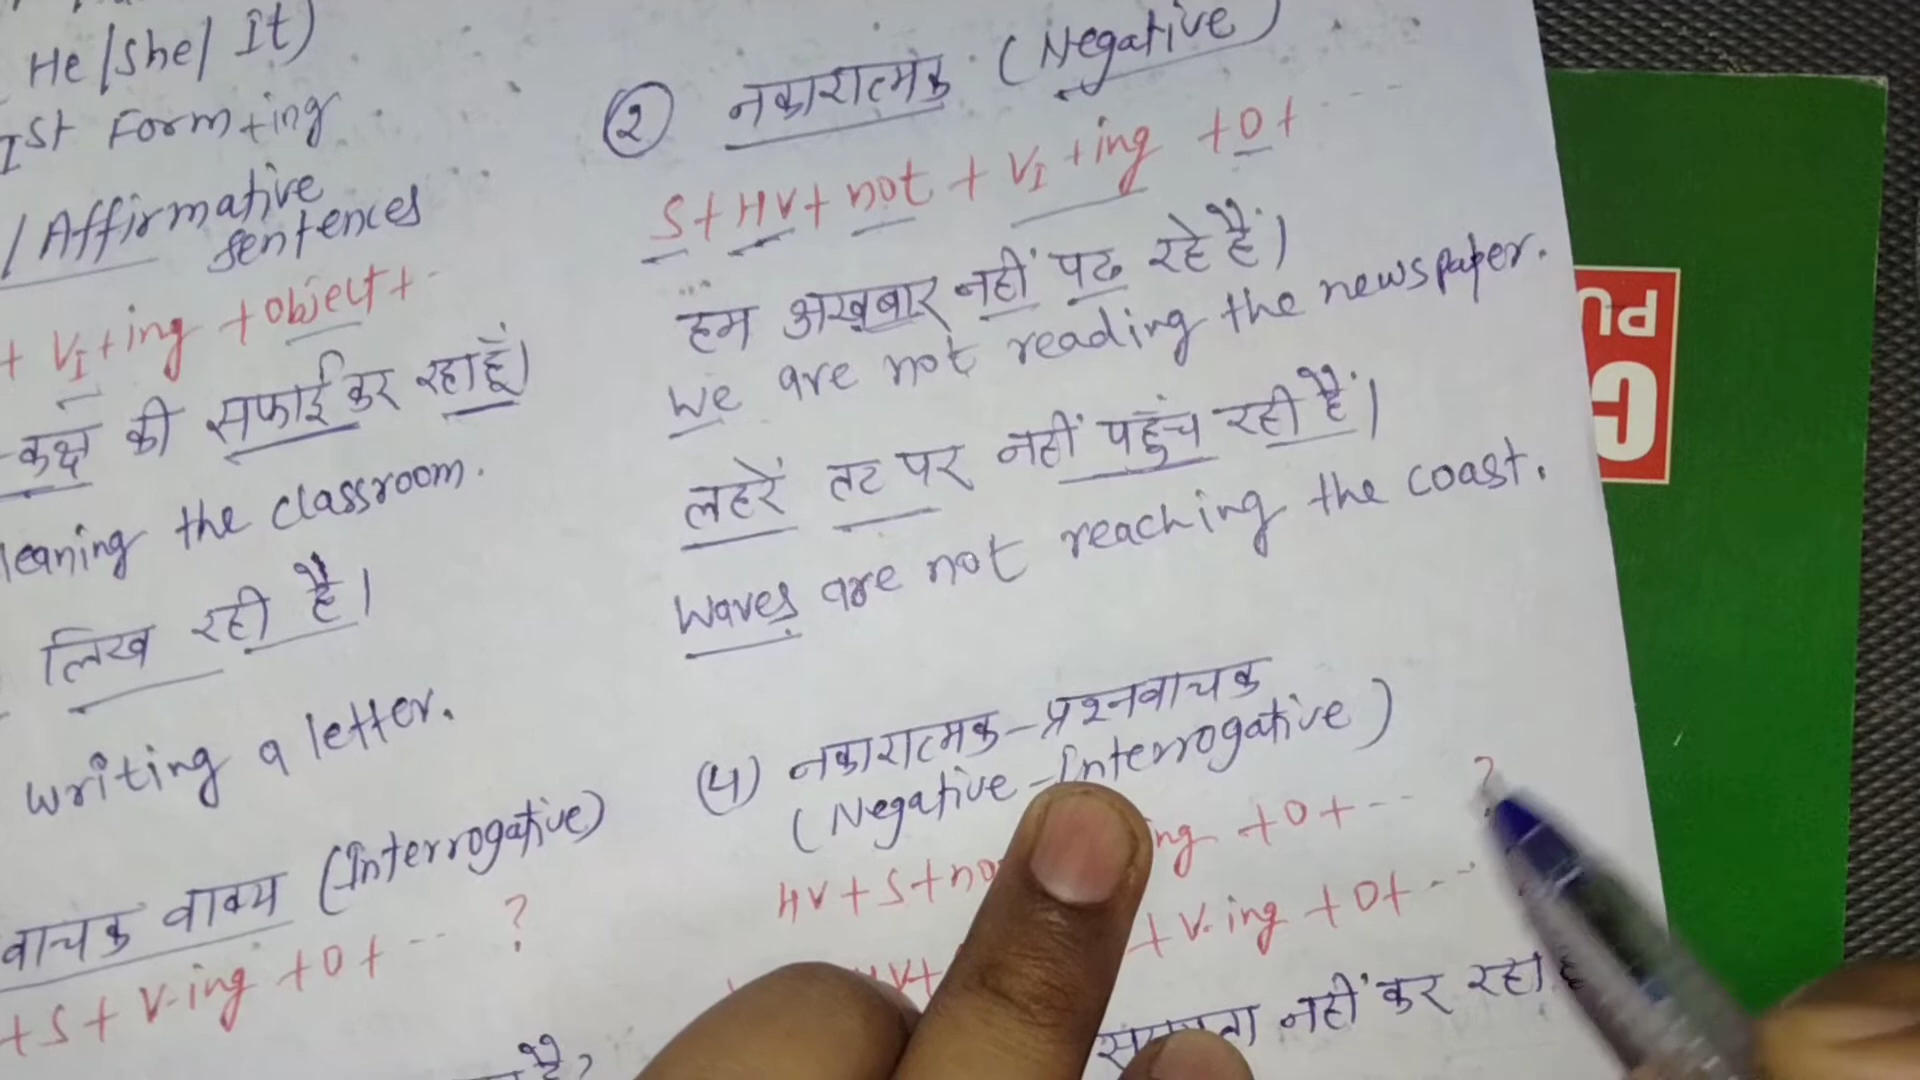 He/She/It)
Ist Form+ing
/Affirmative
sentences
+ VI+ing +object+
-कक्ष की सफाई कर रहा हूँ।
leaning the classroom.
लिख रही है।
writing a letter.
वाचक वाक्य (Interrogative)
+S+ V.ing +O+ -- ?
है,
② नकारात्मक (Negative)
S+HV+ not + VI +ing +O+ ----
हम अखबार नहीं पढ रहे हैं।
We are not reading the newspaper.
लहरें तट पर नहीं पहुंच रही हैं।
Waves are not reaching the coast.
(4) नकारात्मक-प्रश्नवाचक
(Negative-Interrogative)
HV+S+no ing +O+ --- ?
+ V.ing +O+ ---
नहीं कर रहा